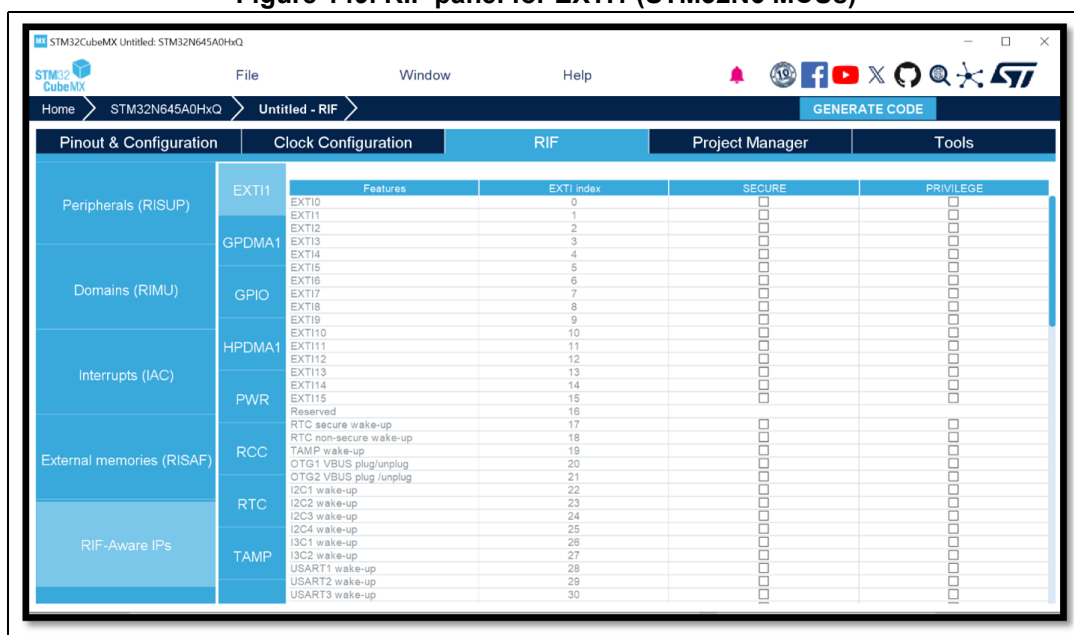 Figure 143. RIF panel for EXTI1 (STM32N6 MCUs)
MX STM32CubeMX Untitled: STM32N645A0HxQ
STM32 CubeMX File Window Help 10 ST
Home STM32N645A0HxQ Untitled - RIF GENERATE CODE
Pinout & Configuration Clock Configuration RIF Project Manager Tools
Peripherals (RISUP)
Domains (RIMU)
Interrupts (IAC)
External memories (RISAF)
RIF-Aware IPs
EXTI1
GPDMA1
GPIO
HPDMA1
PWR
RCC
RTC
TAMP
Features EXTI index SECURE PRIVILEGE
EXTI0 0
EXTI1 1
EXTI2 2
EXTI3 3
EXTI4 4
EXTI5 5
EXTI6 6
EXTI7 7
EXTI8 8
EXTI9 9
EXTI10 10
EXTI11 11
EXTI12 12
EXTI13 13
EXTI14 14
EXTI15 15
Reserved 16
RTC secure wake-up 17
RTC non-secure wake-up 18
TAMP wake-up 19
OTG1 VBUS plug/unplug 20
OTG2 VBUS plug /unplug 21
I2C1 wake-up 22
I2C2 wake-up 23
I2C3 wake-up 24
I2C4 wake-up 25
I3C1 wake-up 26
I3C2 wake-up 27
USART1 wake-up 28
USART2 wake-up 29
USART3 wake-up 30